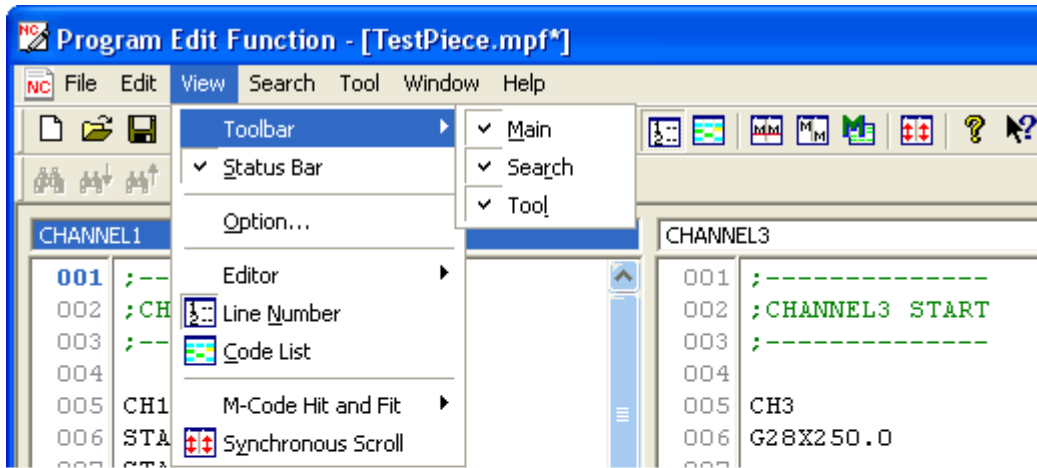 Program Edit Function - [TestPiece.mpf*]
File Edit View Search Tool Window Help
Toolbar
Main
Status Bar
Search
Tool
Option...
CHANNEL1
CHANNEL3
Editor
Line Number
Code List
M-Code Hit and Fit
Synchronous Scroll
001 ;--
002 ;CH
003 ;--
004
005 CH1
006 STA
001 ;--------------
002 ;CHANNEL3 START
003 ;--------------
004
005 CH3
006 G28X250.0